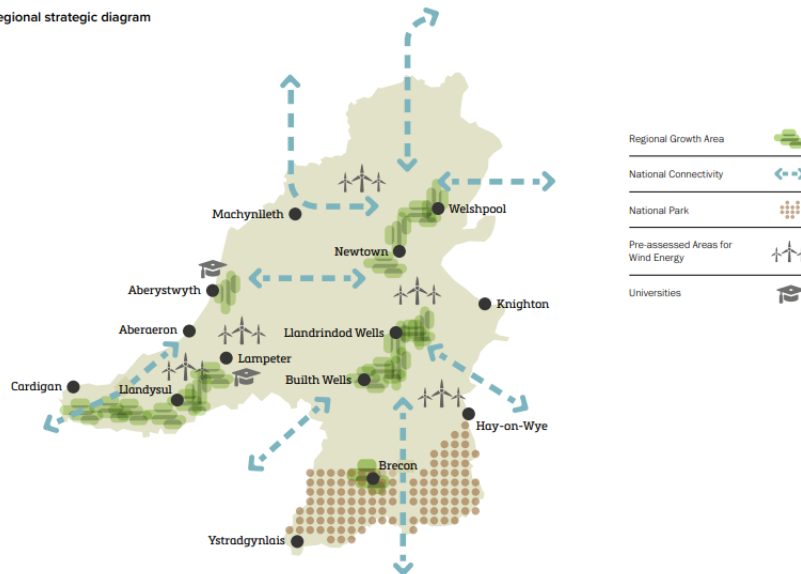 egional strategic diagram
Machynlleth
Welshpool
Newtown
Aberystwyth
Knighton
Aberaeron
Llandrindod Wells
Lampeter
Cardigan
Llandysul
Builth Wells
Hay-on-Wye
Brecon
Ystradgynlais
Regional Growth Area
National Connectivity
National Park
Pre-assessed Areas for
Wind Energy
Universities